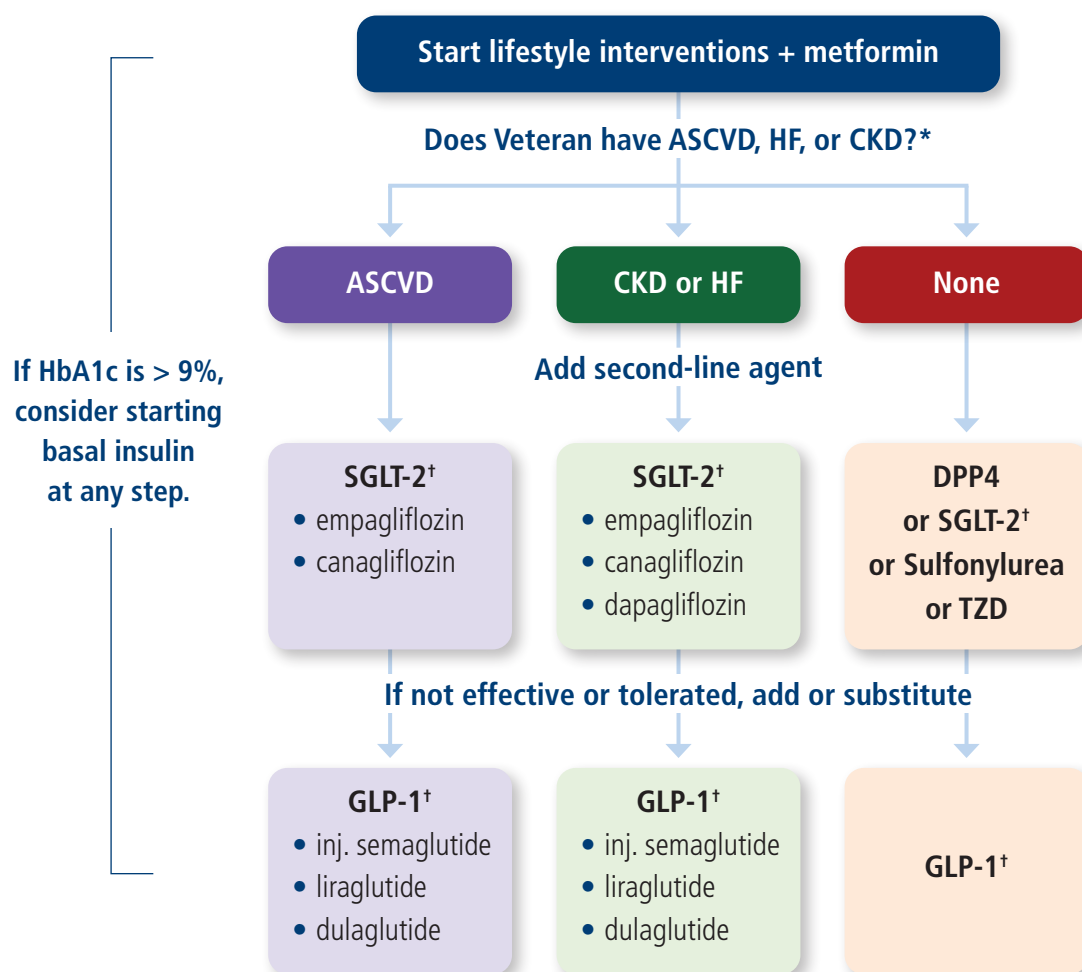 Start lifestyle interventions + metformin
Does Veteran have ASCVD, HF, or CKD?*
ASCVD
CKD or HF
None
If HbA1c is > 9%,
consider starting
basal insulin
at any step.
Add second-line agent
SGLT-2†
• empagliflozin
• canagliflozin
SGLT-2†
• empagliflozin
• canagliflozin
• dapagliflozin
DPP4
or SGLT-2†
or Sulfonylurea
or TZD
If not effective or tolerated, add or substitute
GLP-1†
• inj. semaglutide
• liraglutide
• dulaglutide
GLP-1†
• inj. semaglutide
• liraglutide
• dulaglutide
GLP-1†